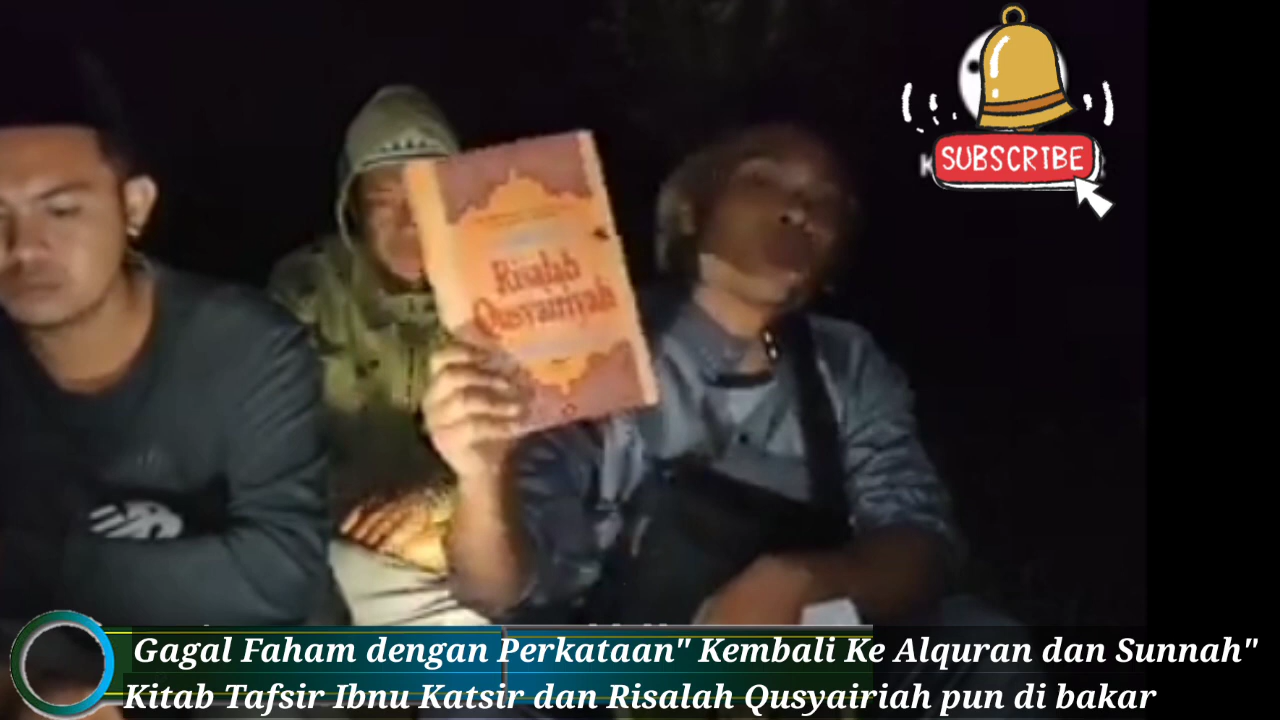 SUBSCRIBE
Risalah
Qusyairiyah
Gagal Faham dengan Perkataan" Kembali Ke Alquran dan Sunnah"
Kitab Tafsir Ibnu Katsir dan Risalah Qusyairiah pun di bakar